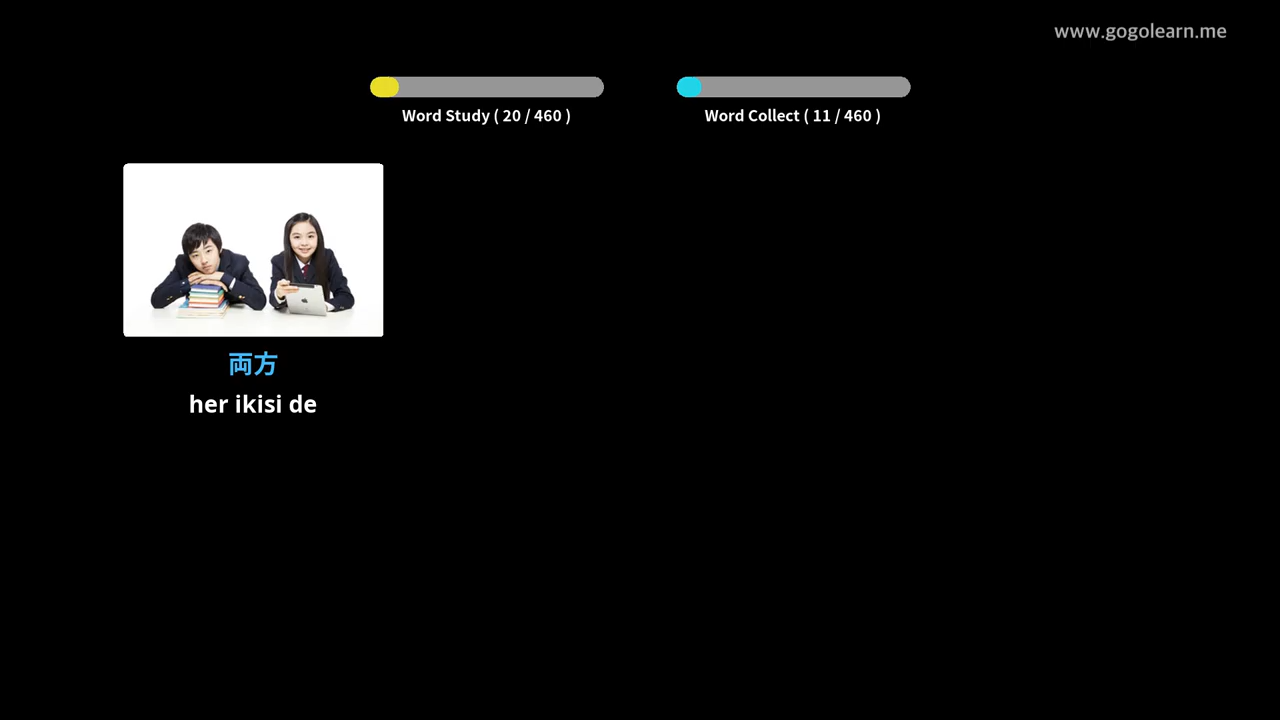 www.gogolearn.me
Word Study ( 20 / 460 )
Word Collect ( 11 / 460 )
両方
her ikisi de